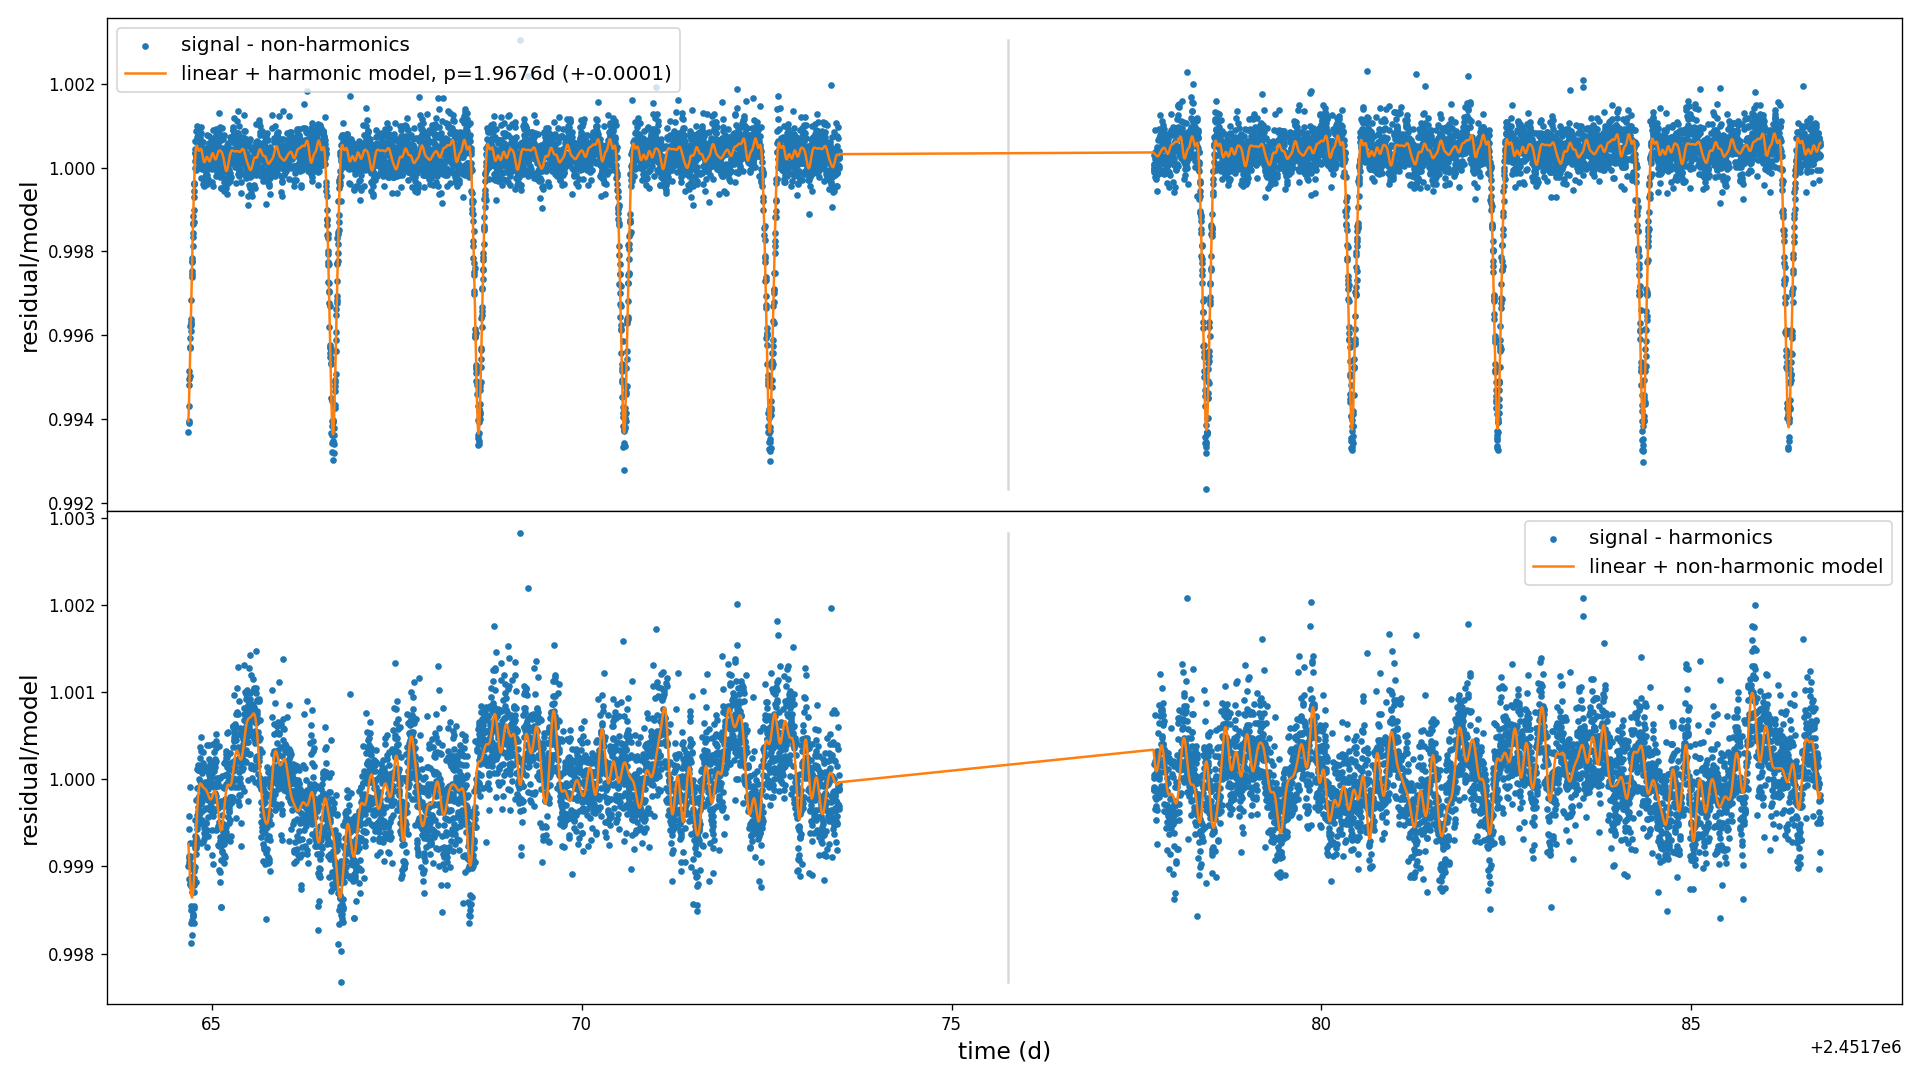 signal - non-harmonics
linear + harmonic model, p=1.9676d (+-0.0001)
1.002
1.000
0.998
0.996
0.994
0.992
residual/model
signal - harmonics
linear + non-harmonic model
1.003
1.002
1.001
1.000
0.999
0.998
residual/model
65
70
75
80
85
time (d)
+2.4517e6